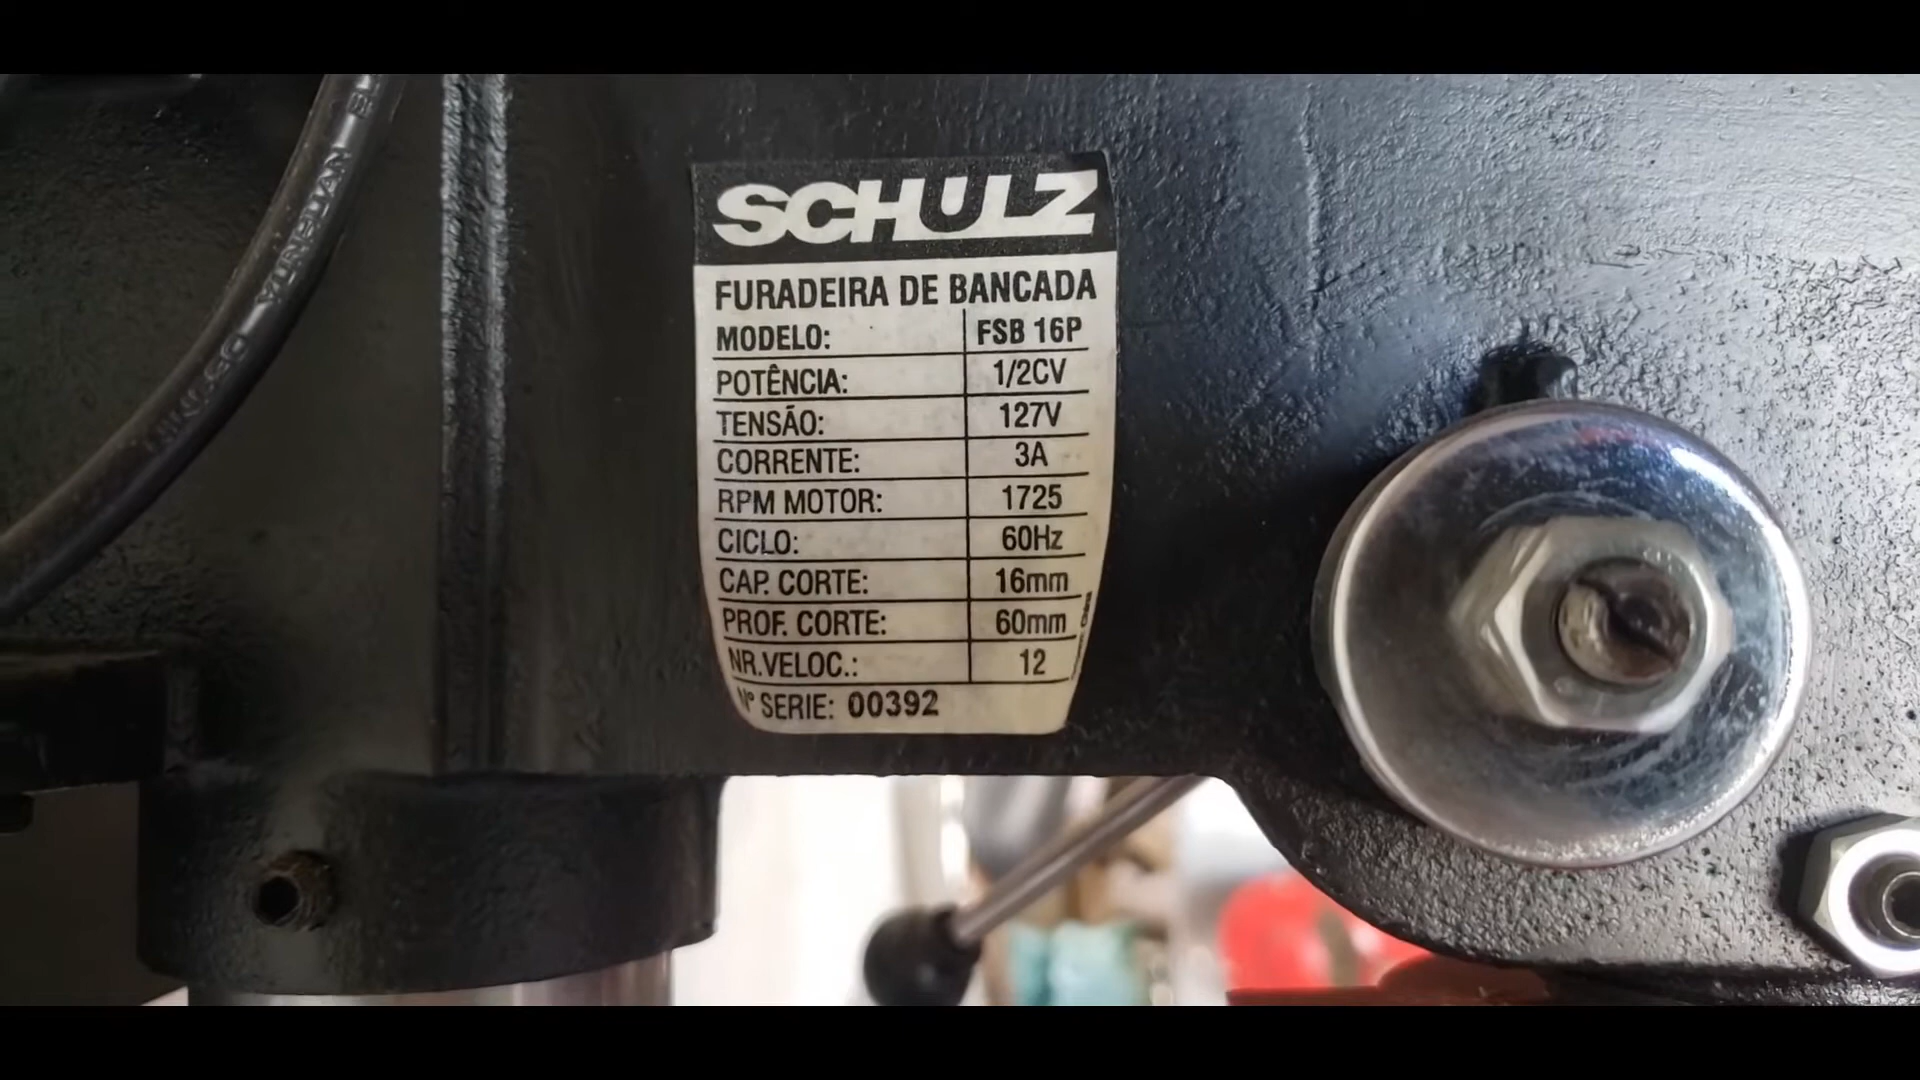 SCHULZ
FURADEIRA DE BANCADA
MODELO: FSB 16P
POTÊNCIA: 1/2CV
TENSÃO: 127V
CORRENTE: 3A
RPM MOTOR: 1725
CICLO: 60Hz
CAP. CORTE: 16mm
PROF. CORTE: 60mm
NR.VELOC.: 12
Nº SERIE: 00392